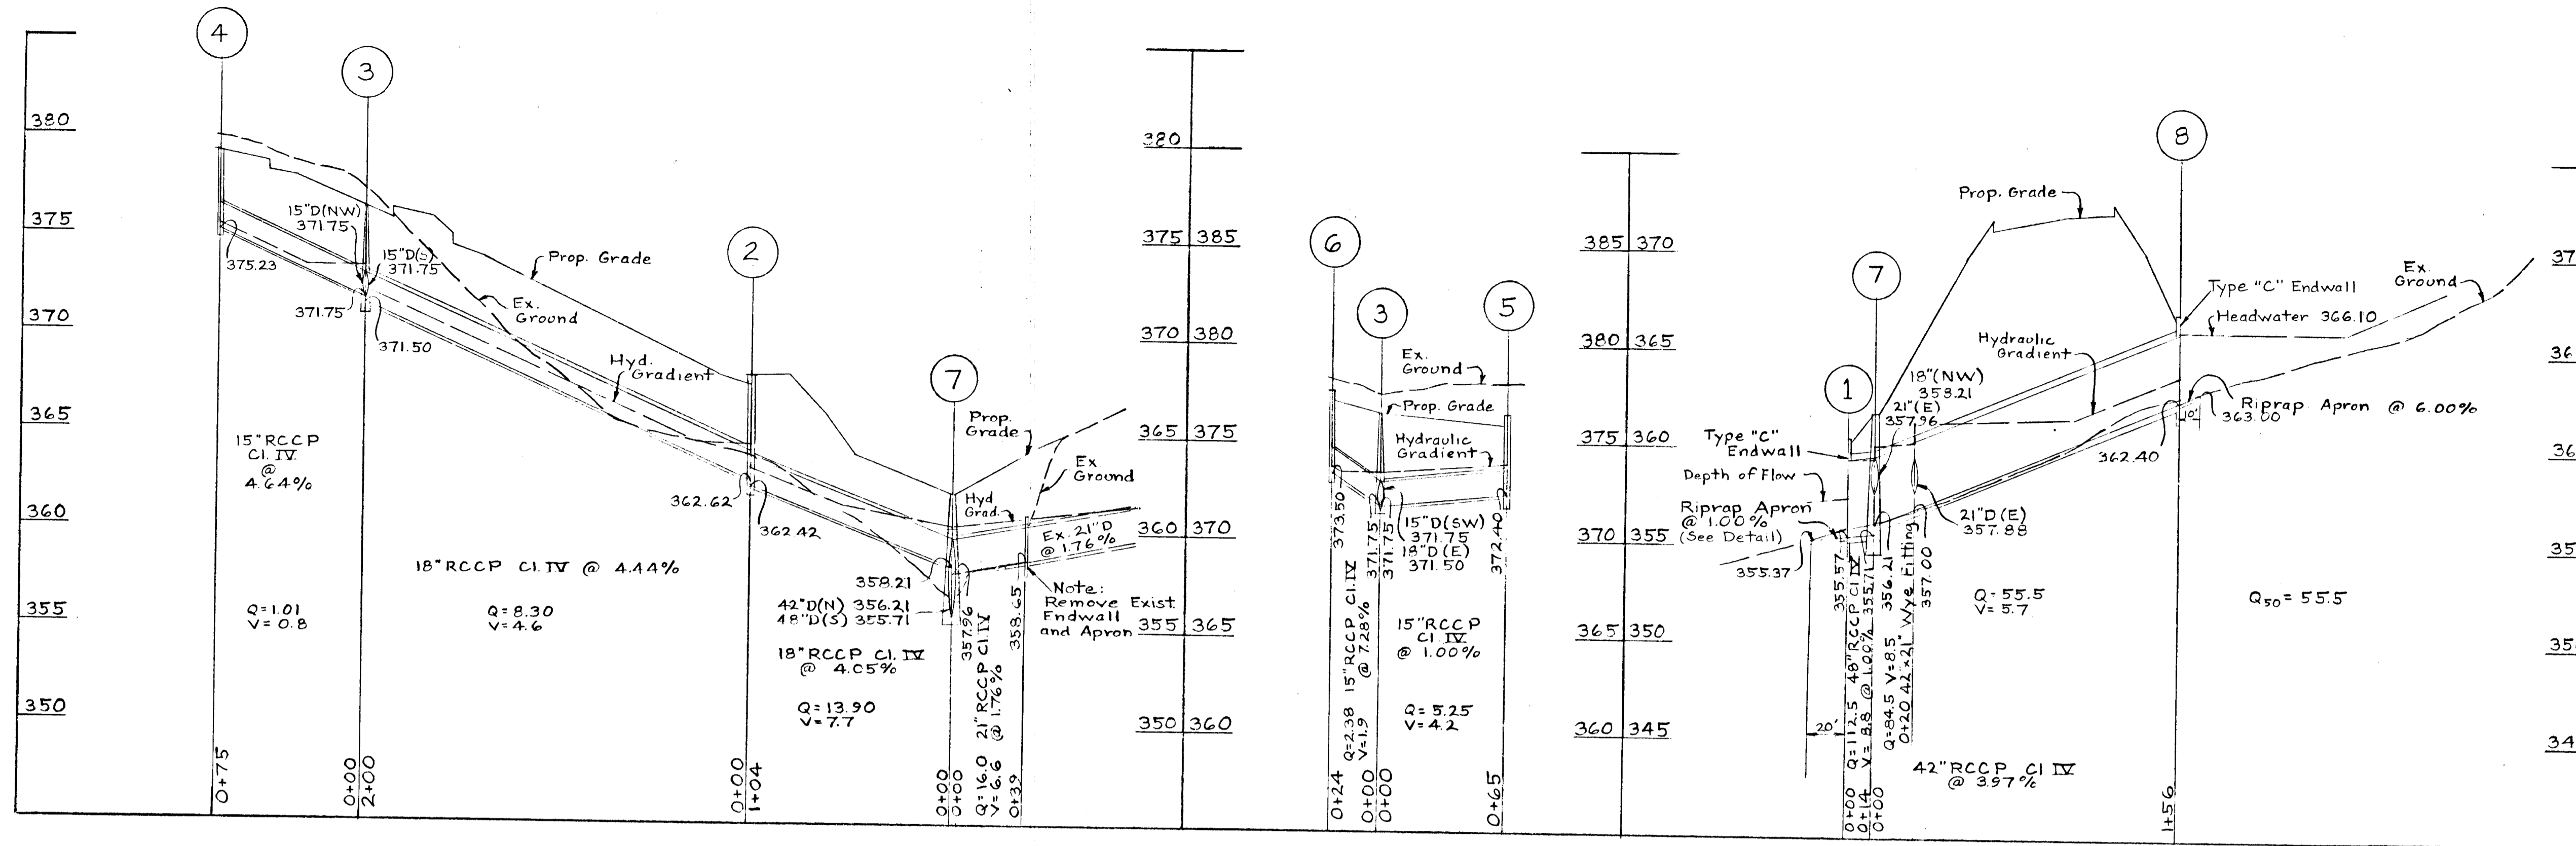 4
3
380
375
370
365
360
355
350
15"D(NW)
371.75
15"D(S)
371.75
375.23
371.75
371.50
Prop. Grade
Ex.
Ground
Hyd.
Gradient
2
7
15"RCCP
Cl. IV
@
4.64%
Q=1.01
V=0.8
18"RCCP Cl. IV @ 4.44%
Q=8.30
V=4.6
362.62
362.42
358.21
42"D(N) 356.21
48"D(S) 355.71
18"RCCP Cl. IV
@ 4.05%
Q=13.90
V=7.7
Prop.
Grade
Ex.
Ground
Hyd
Grad.
Ex. 21"D
@ 1.76%
Note:
Remove Exist.
Endwall
and Apron
357.96
358.65
21"RCCP Cl. IV
@ 1.76%
Q=16.0
V=6.6
0+75
0+00
2+00
0+00
1+04
0+00
0+00
0+39
380
375 385
370 380
365 375
360 370
355 365
350 360
6
3
5
Ex.
Ground
Prop. Grade
Hydraulic
Gradient
373.50
371.75
371.75
15"D(SW)
371.75
18"D(E)
371.50
372.40
15"RCCP Cl. IV
@ 7.28%
Q=2.38
V=1.9
15"RCCP
Cl. IV
@ 1.00%
Q=5.25
V=4.2
0+24
0+00
0+00
0+65
385 370
380 365
375 360
370 355
365 350
360 345
8
7
1
Prop. Grade
Ex.
Ground
Type "C" Endwall
Headwater 366.10
Hydraulic
Gradient
18"(NW)
358.21
21"(E)
357.96
Type "C"
Endwall
Depth of Flow
Riprap Apron
@ 1.00%
(See Detail)
355.37
Riprap Apron @ 6.00%
10'
363.00
362.40
21"D(E)
357.88
355.57
355.71
356.21
357.00
48"RCCP Cl IV
@ 1.00%
Q=112.5
V=8.8
Q=84.5 V=8.5
0+20 42"x21" Wye Fitting
Q=55.5
V=5.7
Q50=55.5
20'
42"RCCP Cl IV
@ 3.97%
0+00
0+14
0+00
1+56
37
36
36
35
35
34